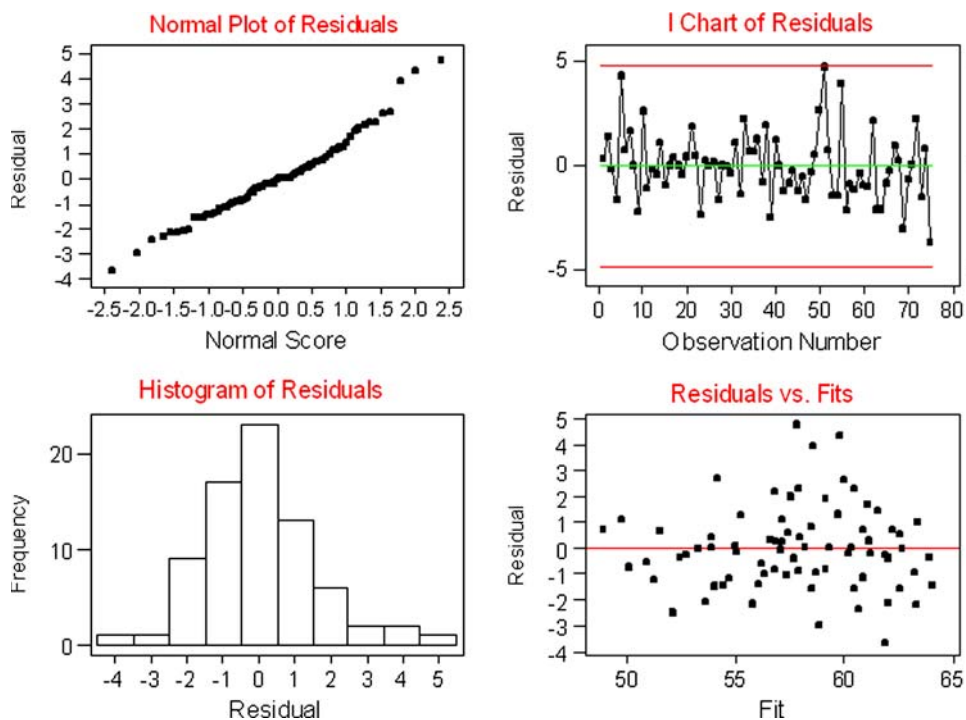 Normal Plot of Residuals
Residual
5
4
3
2
1
0
-1
-2
-3
-4
-2.5 -2.0 -1.5 -1.0 -0.5 0.0 0.5 1.0 1.5 2.0 2.5
Normal Score
I Chart of Residuals
Residual
5
0
-5
0 10 20 30 40 50 60 70 80
Observation Number
Histogram of Residuals
Frequency
20
10
0
-4 -3 -2 -1 0 1 2 3 4 5
Residual
Residuals vs. Fits
Residual
5
4
3
2
1
0
-1
-2
-3
-4
50 55 60 65
Fit